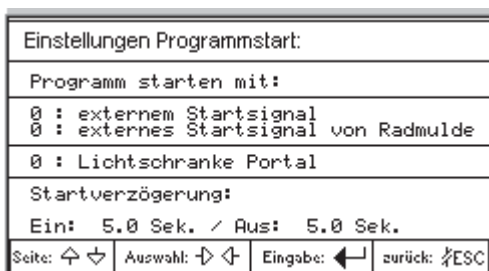 Einstellungen Programmstart:
Programm starten mit:
0 : externem Startsignal
0 : externes Startsignal von Radmulde
0 : Lichtschranke Portal
Startverzögerung:
Ein: 5.0 Sek. / Aus: 5.0 Sek.
Seite: Auswahl: Eingabe: zurück: ESC